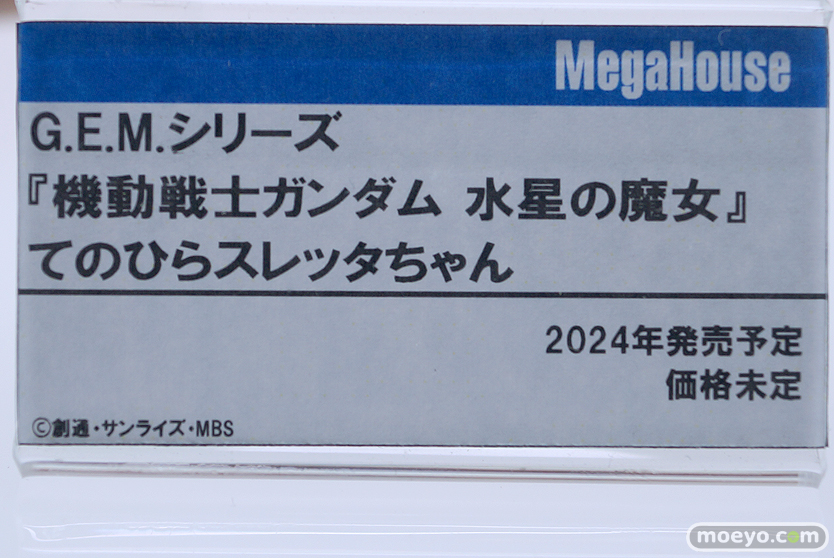 MegaHouse
G.E.M.シリーズ
『機動戦士ガンダム 水星の魔女』
てのひらスレッタちゃん
2024年発売予定
価格未定
©創通・サンライズ・MBS
moeyo.com